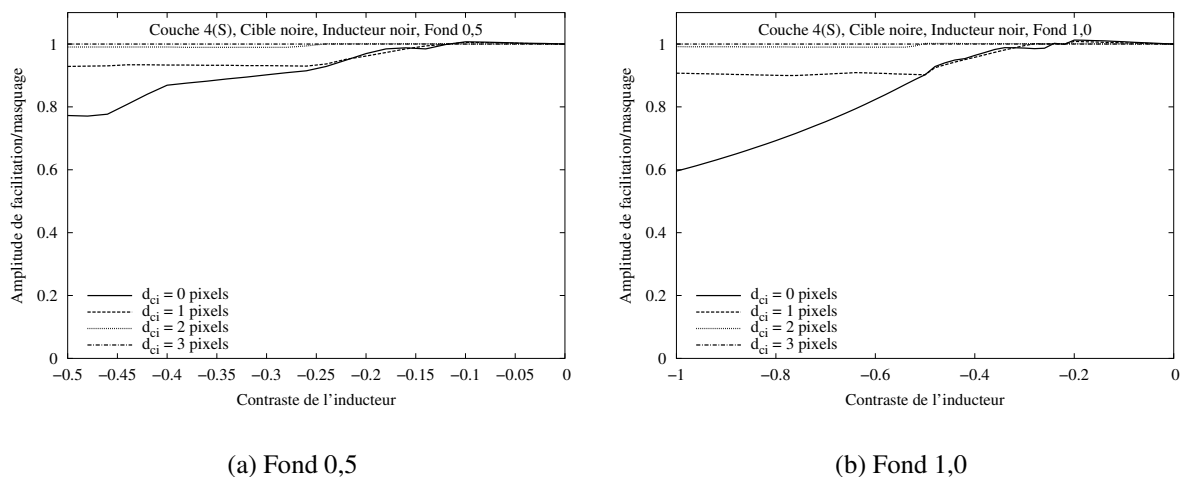 Couche 4(S), Cible noire, Inducteur noir, Fond 0,5
Amplitude de facilitation/masquage
1
0.8
0.6
0.4
0.2
0
d_ci = 0 pixels
d_ci = 1 pixels
d_ci = 2 pixels
d_ci = 3 pixels
−0.5 −0.45 −0.4 −0.35 −0.3 −0.25 −0.2 −0.15 −0.1 −0.05 0
Contraste de l'inducteur
(a) Fond 0,5
Couche 4(S), Cible noire, Inducteur noir, Fond 1,0
Amplitude de facilitation/masquage
1
0.8
0.6
0.4
0.2
0
d_ci = 0 pixels
d_ci = 1 pixels
d_ci = 2 pixels
d_ci = 3 pixels
−1 −0.8 −0.6 −0.4 −0.2 0
Contraste de l'inducteur
(b) Fond 1,0